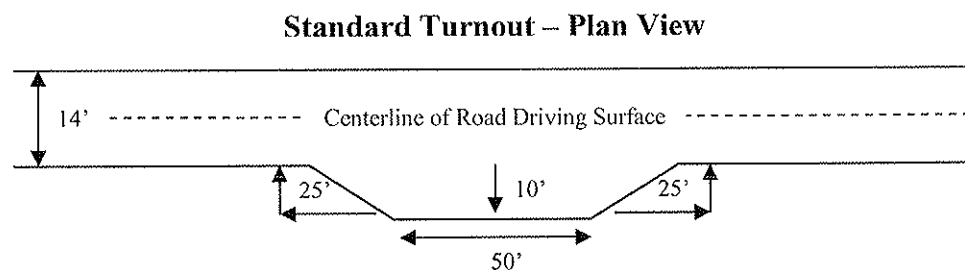 Standard Turnout – Plan View
14’
Centerline of Road Driving Surface
25’
10’
25’
50’